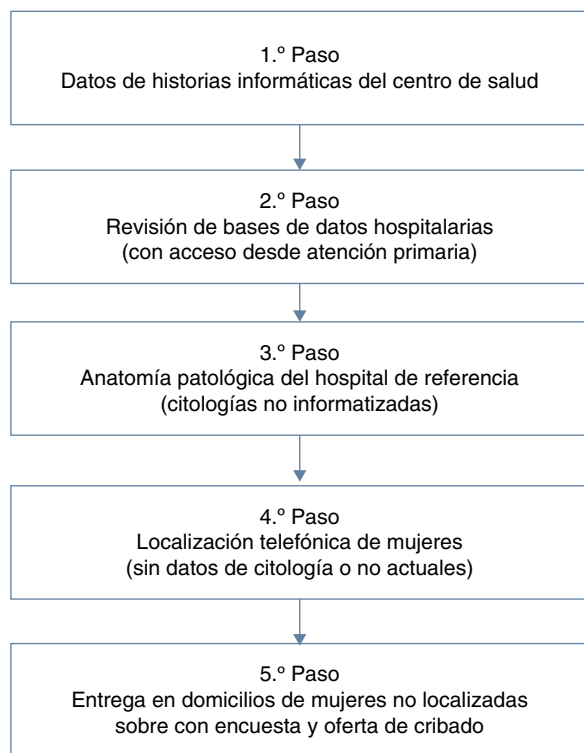 1.º Paso
Datos de historias informáticas del centro de salud
2.º Paso
Revisión de bases de datos hospitalarias
(con acceso desde atención primaria)
3.º Paso
Anatomía patológica del hospital de referencia
(citologías no informatizadas)
4.º Paso
Localización telefónica de mujeres
(sin datos de citología o no actuales)
5.º Paso
Entrega en domicilios de mujeres no localizadas
sobre con encuesta y oferta de cribado